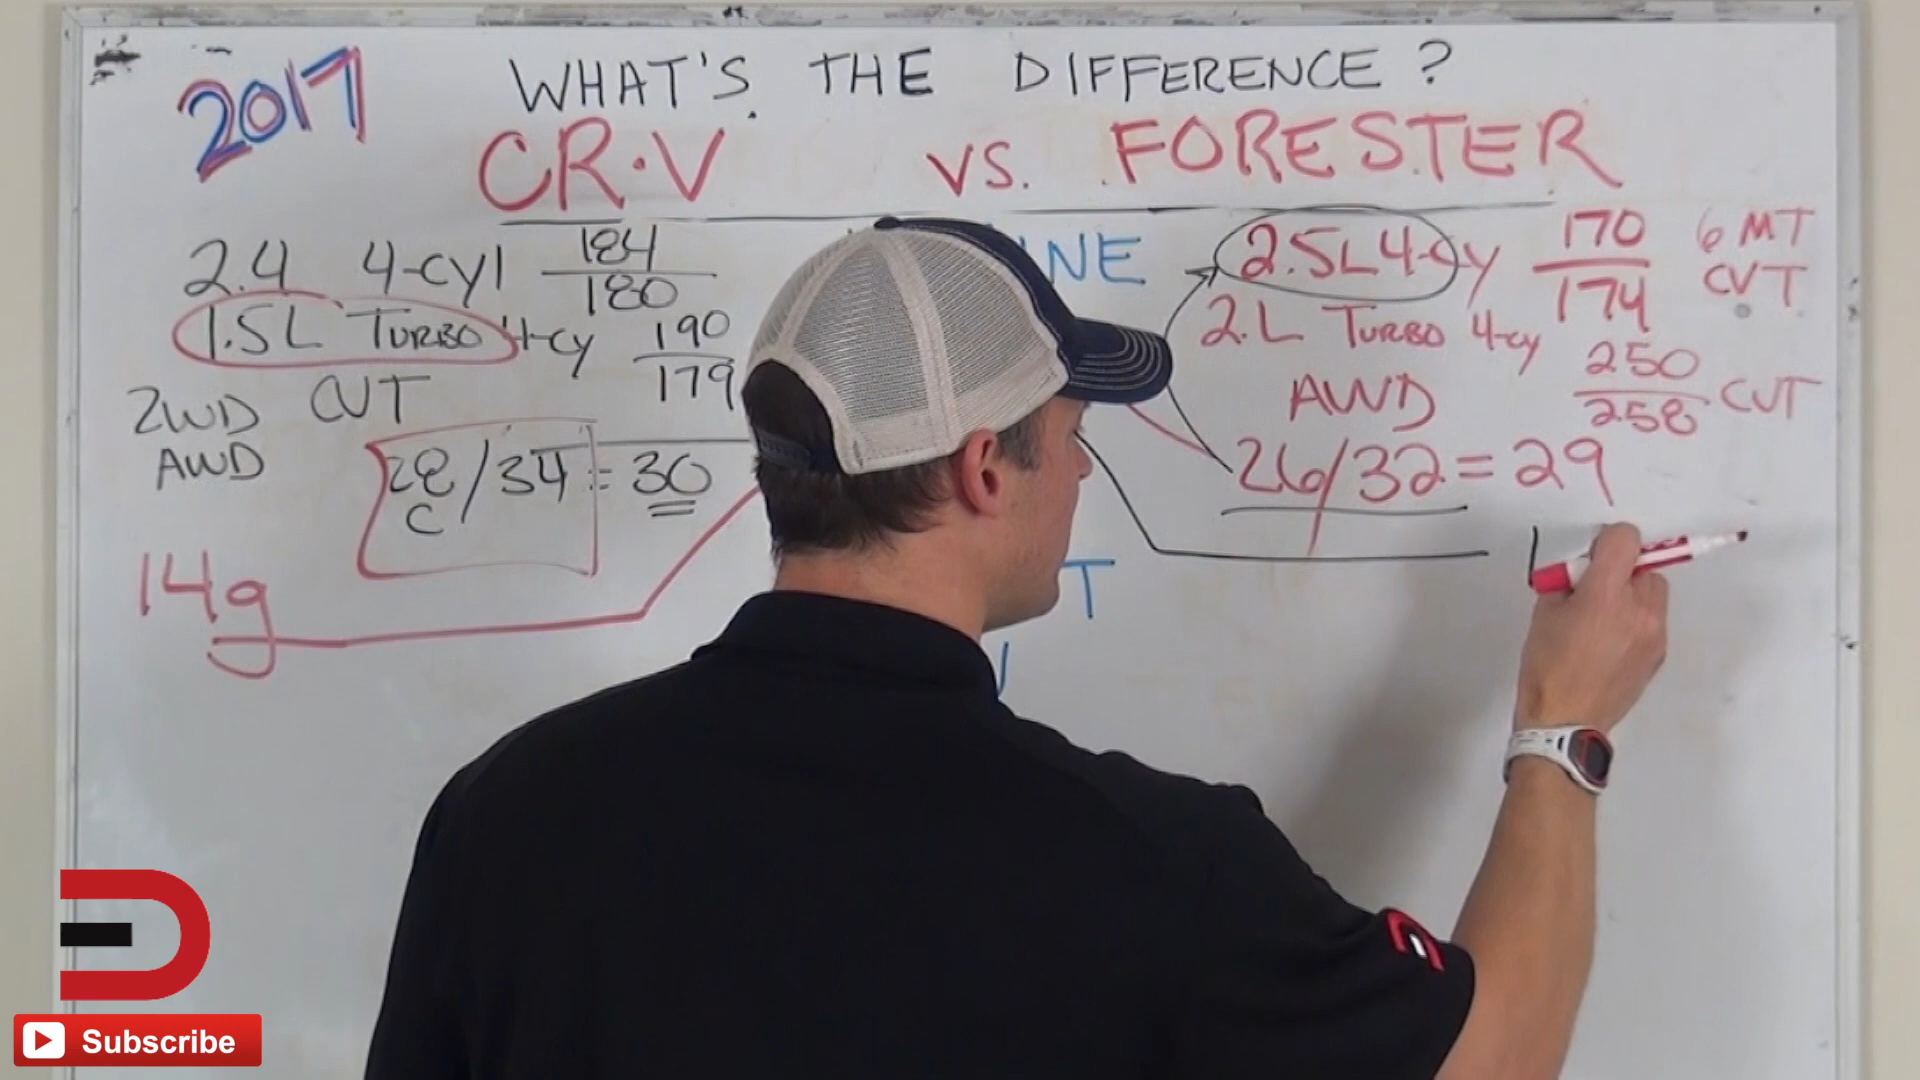 2017
WHAT'S THE DIFFERENCE?
CR·V VS. FORESTER
2.4 4-cyl 184
180
1.5L TURBO 4-cy 190
179
2WD CVT
AWD
28/34 = 30
C
14g
NE
T
2.5L 4-cy 170 6 MT
174 CVT
2.L TURBO 4-cy 250
258 CVT
AWD
26/32 = 29
Subscribe